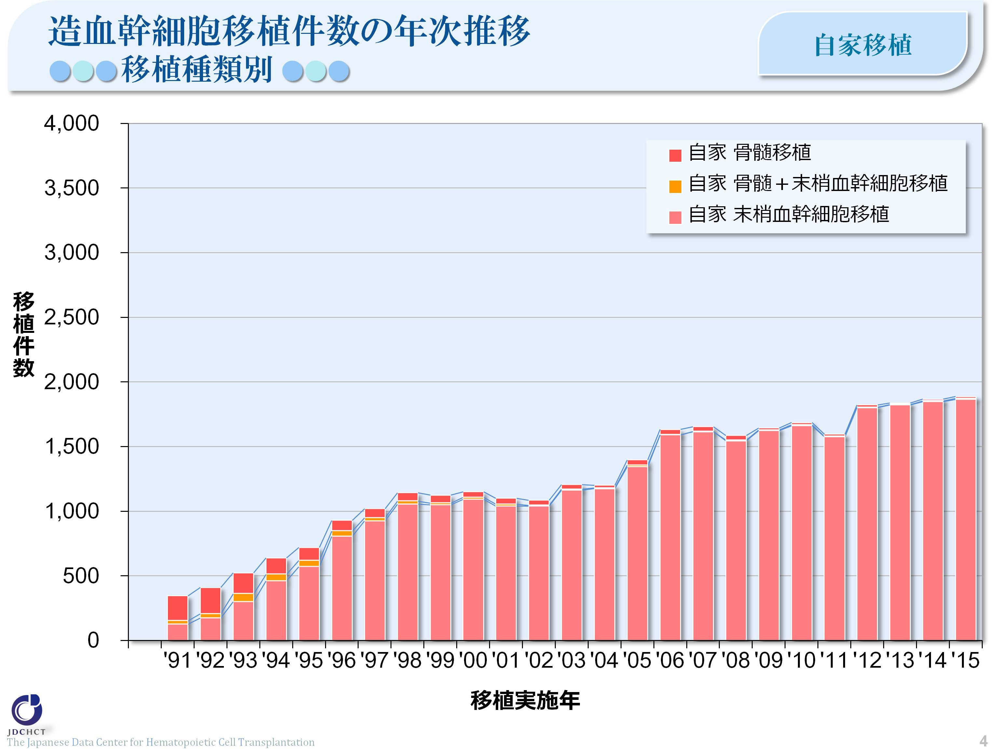 造血幹細胞移植件数の年次推移
移植種類別
自家移植
4,000
3,500
3,000
2,500
2,000
1,500
1,000
500
0
移植件数
自家 骨髄移植
自家 骨髄＋末梢血幹細胞移植
自家 末梢血幹細胞移植
'91 '92 '93 '94 '95 '96 '97 '98 '99 '00 '01 '02 '03 '04 '05 '06 '07 '08 '09 '10 '11 '12 '13 '14 '15
移植実施年
JDCHCT
The Japanese Data Center for Hematopoietic Cell Transplantation
4